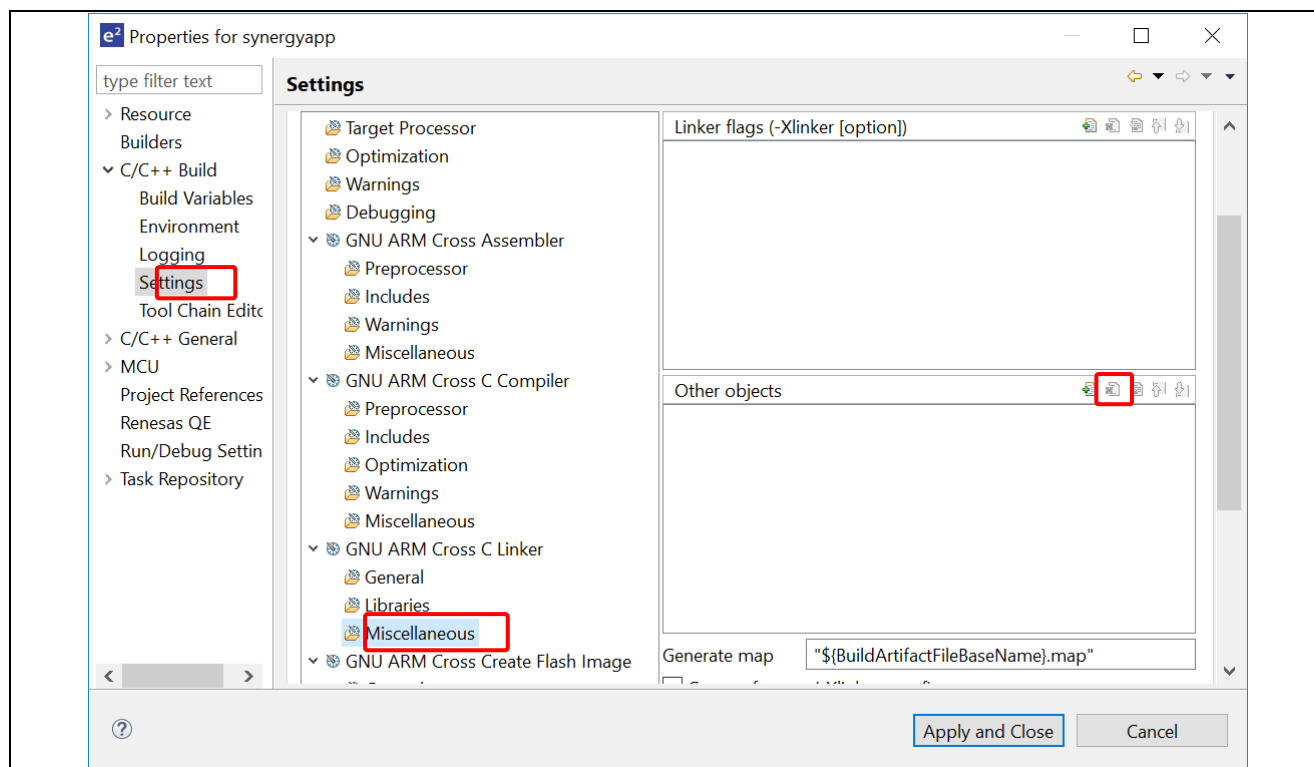 e² Properties for synergyapp
type filter text
Settings
Resource
Builders
C/C++ Build
Build Variables
Environment
Logging
Settings
Tool Chain Edito
C/C++ General
MCU
Project References
Renesas QE
Run/Debug Settin
Task Repository
Target Processor
Optimization
Warnings
Debugging
GNU ARM Cross Assembler
Preprocessor
Includes
Warnings
Miscellaneous
GNU ARM Cross C Compiler
Preprocessor
Includes
Optimization
Warnings
Miscellaneous
GNU ARM Cross C Linker
General
Libraries
Miscellaneous
GNU ARM Cross Create Flash Image
Linker flags (-Xlinker [option])
Other objects
Generate map "${BuildArtifactFileBaseName}.map"
Apply and Close
Cancel